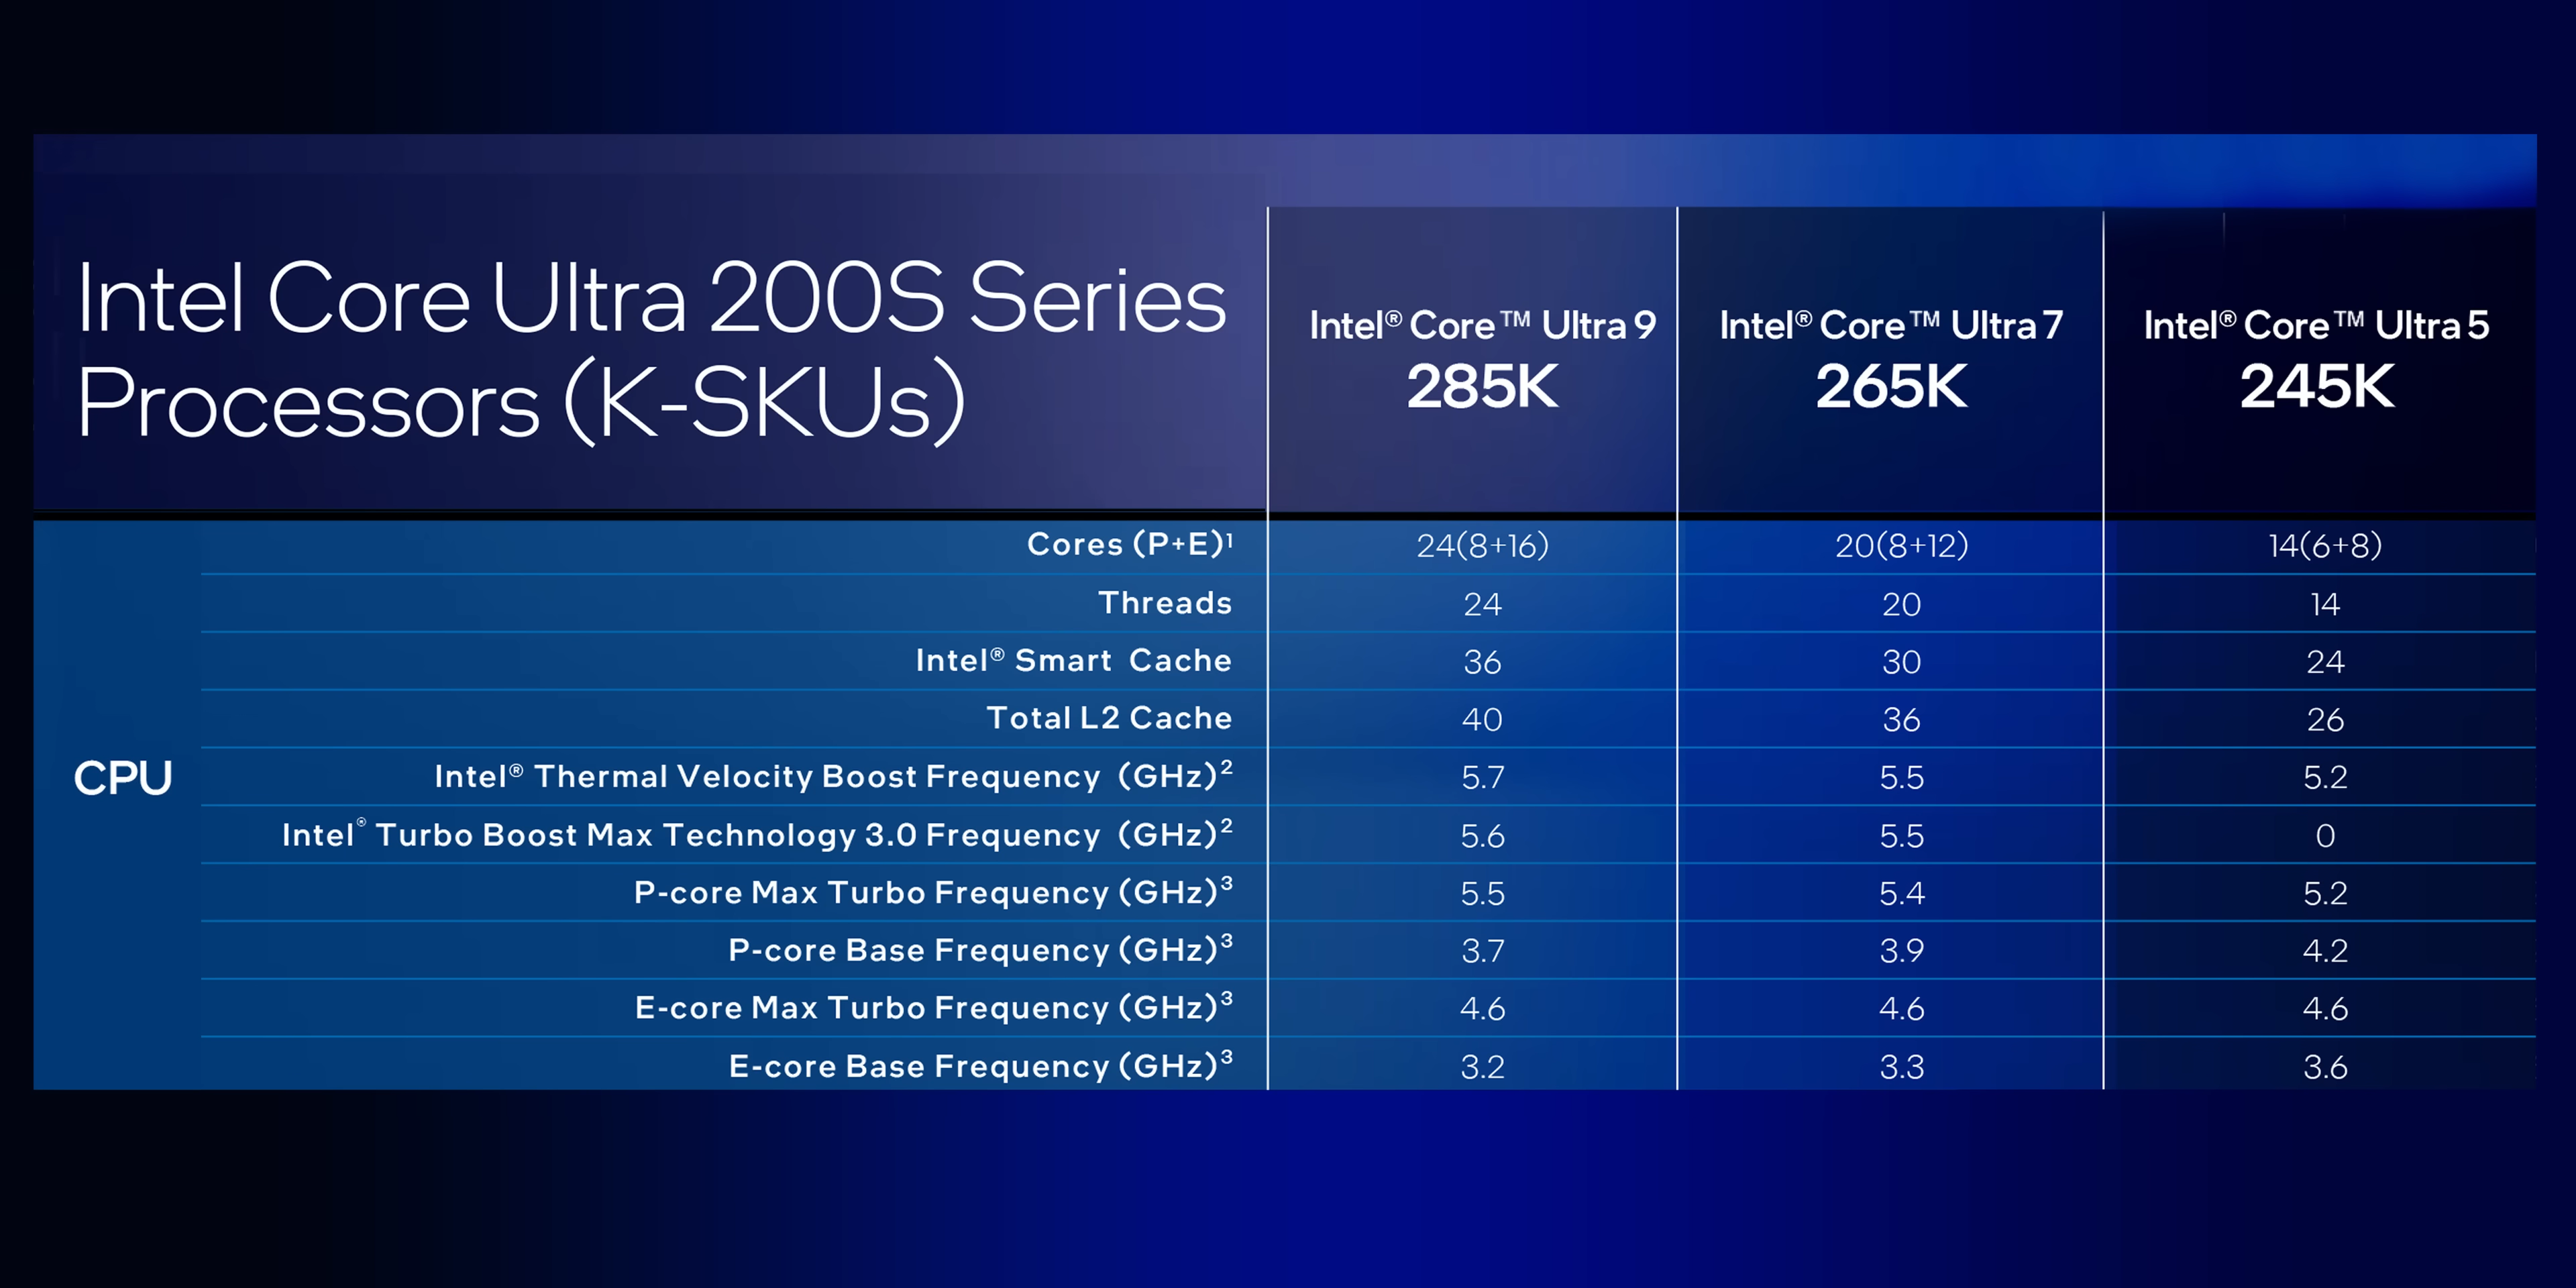 Intel Core Ultra 200S Series
Processors (K-SKUs)
Intel® Core™ Ultra 9
285K
Intel® Core™ Ultra 7
265K
Intel® Core™ Ultra 5
245K
CPU
Cores (P+E)¹ 24(8+16) 20(8+12) 14(6+8)
Threads 24 20 14
Intel® Smart Cache 36 30 24
Total L2 Cache 40 36 26
Intel® Thermal Velocity Boost Frequency (GHz)² 5.7 5.5 5.2
Intel® Turbo Boost Max Technology 3.0 Frequency (GHz)² 5.6 5.5 0
P-core Max Turbo Frequency (GHz)³ 5.5 5.4 5.2
P-core Base Frequency (GHz)³ 3.7 3.9 4.2
E-core Max Turbo Frequency (GHz)³ 4.6 4.6 4.6
E-core Base Frequency (GHz)³ 3.2 3.3 3.6